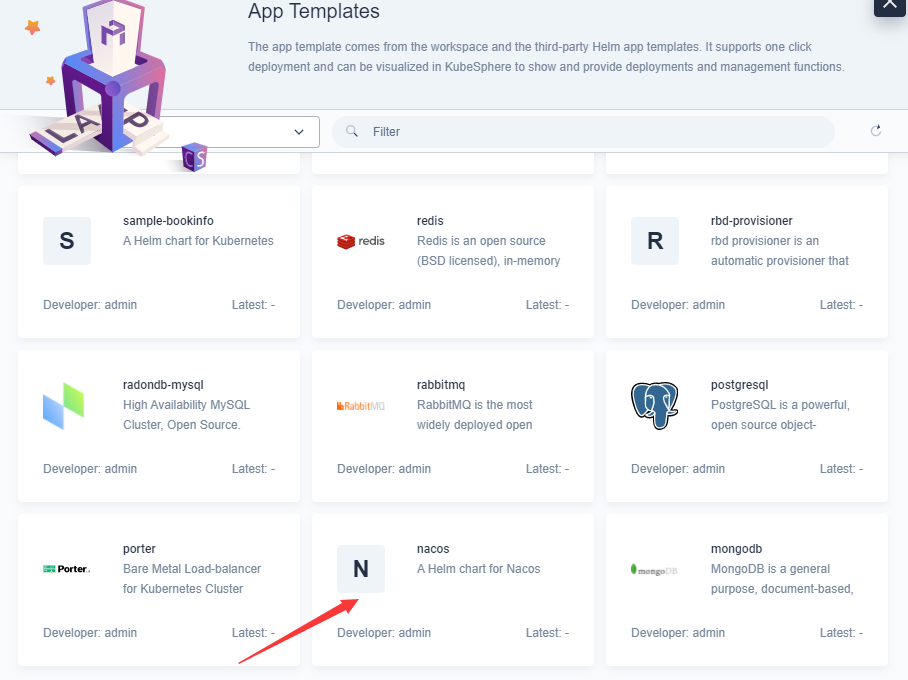 App Templates
The app template comes from the workspace and the third-party Helm app templates. It supports one click
deployment and can be visualized in KubeSphere to show and provide deployments and management functions.
LAPP
Filter
CS
S
sample-bookinfo
A Helm chart for Kubernetes
Developer: admin
Latest: -
redis
redis
Redis is an open source
(BSD licensed), in-memory
Developer: admin
Latest: -
R
rbd-provisioner
rbd provisioner is an
automatic provisioner that
Developer: admin
Latest: -
radondb-mysql
High Availability MySQL
Cluster, Open Source.
Developer: admin
Latest: -
RabbitMQ
rabbitmq
RabbitMQ is the most
widely deployed open
Developer: admin
Latest: -
postgresql
PostgreSQL is a powerful,
open source object-
Developer: admin
Latest: -
Porter
porter
Bare Metal Load-balancer
for Kubernetes Cluster
Developer: admin
Latest: -
N
nacos
A Helm chart for Nacos
Developer: admin
Latest: -
mongoDB
mongodb
MongoDB is a general
purpose, document-based,
Developer: admin
Latest: -